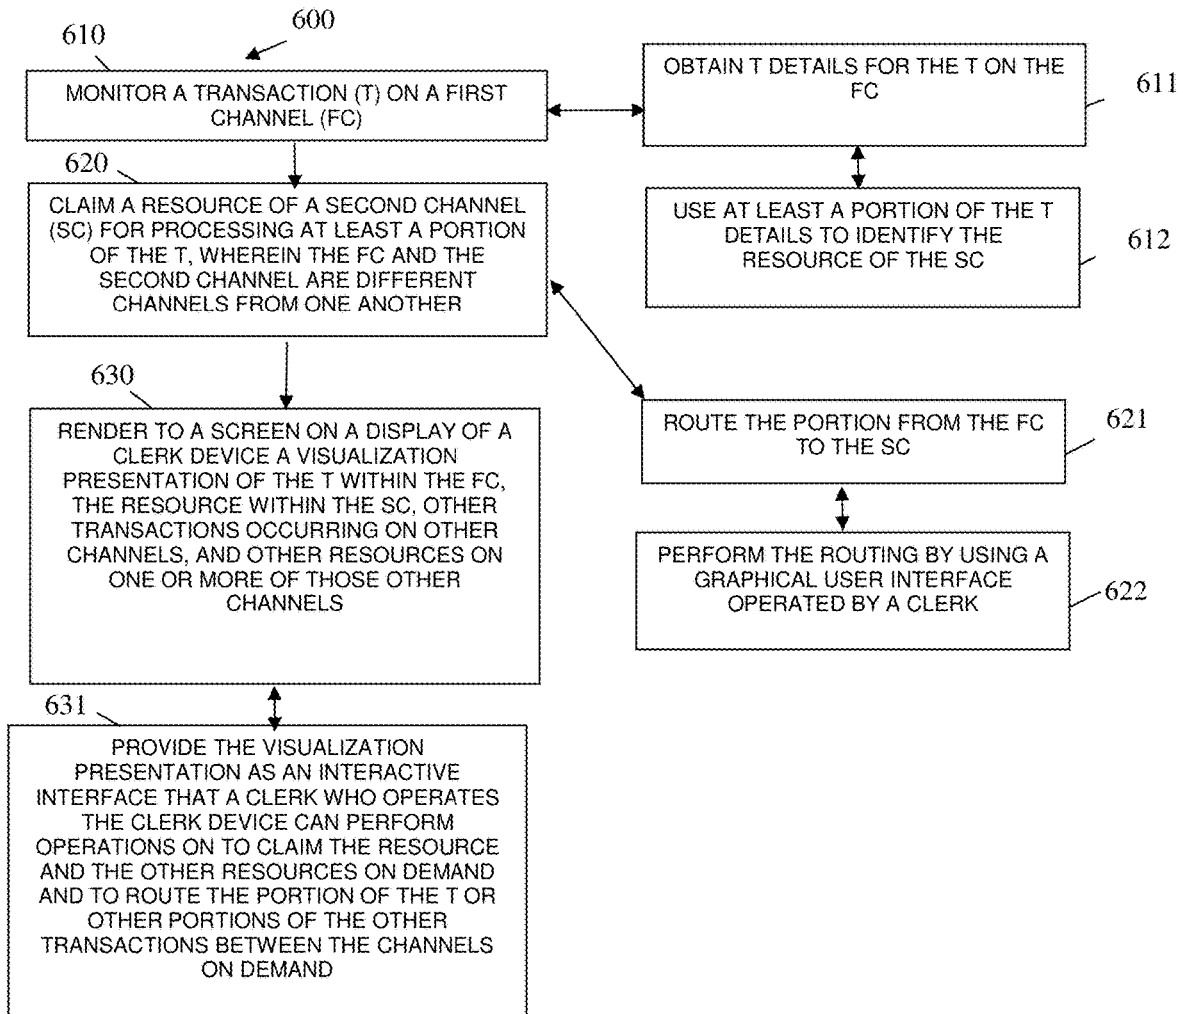 600
610
MONITOR A TRANSACTION (T) ON A FIRST
CHANNEL (FC)
OBTAIN T DETAILS FOR THE T ON THE
FC
611
620
CLAIM A RESOURCE OF A SECOND CHANNEL
(SC) FOR PROCESSING AT LEAST A PORTION
OF THE T, WHEREIN THE FC AND THE
SECOND CHANNEL ARE DIFFERENT
CHANNELS FROM ONE ANOTHER
USE AT LEAST A PORTION OF THE T
DETAILS TO IDENTIFY THE
RESOURCE OF THE SC
612
630
RENDER TO A SCREEN ON A DISPLAY OF A
CLERK DEVICE A VISUALIZATION
PRESENTATION OF THE T WITHIN THE FC,
THE RESOURCE WITHIN THE SC, OTHER
TRANSACTIONS OCCURRING ON OTHER
CHANNELS, AND OTHER RESOURCES ON
ONE OR MORE OF THOSE OTHER
CHANNELS
ROUTE THE PORTION FROM THE FC
TO THE SC
621
PERFORM THE ROUTING BY USING A
GRAPHICAL USER INTERFACE
OPERATED BY A CLERK
622
631
PROVIDE THE VISUALIZATION
PRESENTATION AS AN INTERACTIVE
INTERFACE THAT A CLERK WHO OPERATES
THE CLERK DEVICE CAN PERFORM
OPERATIONS ON TO CLAIM THE RESOURCE
AND THE OTHER RESOURCES ON DEMAND
AND TO ROUTE THE PORTION OF THE T OR
OTHER PORTIONS OF THE OTHER
TRANSACTIONS BETWEEN THE CHANNELS
ON DEMAND